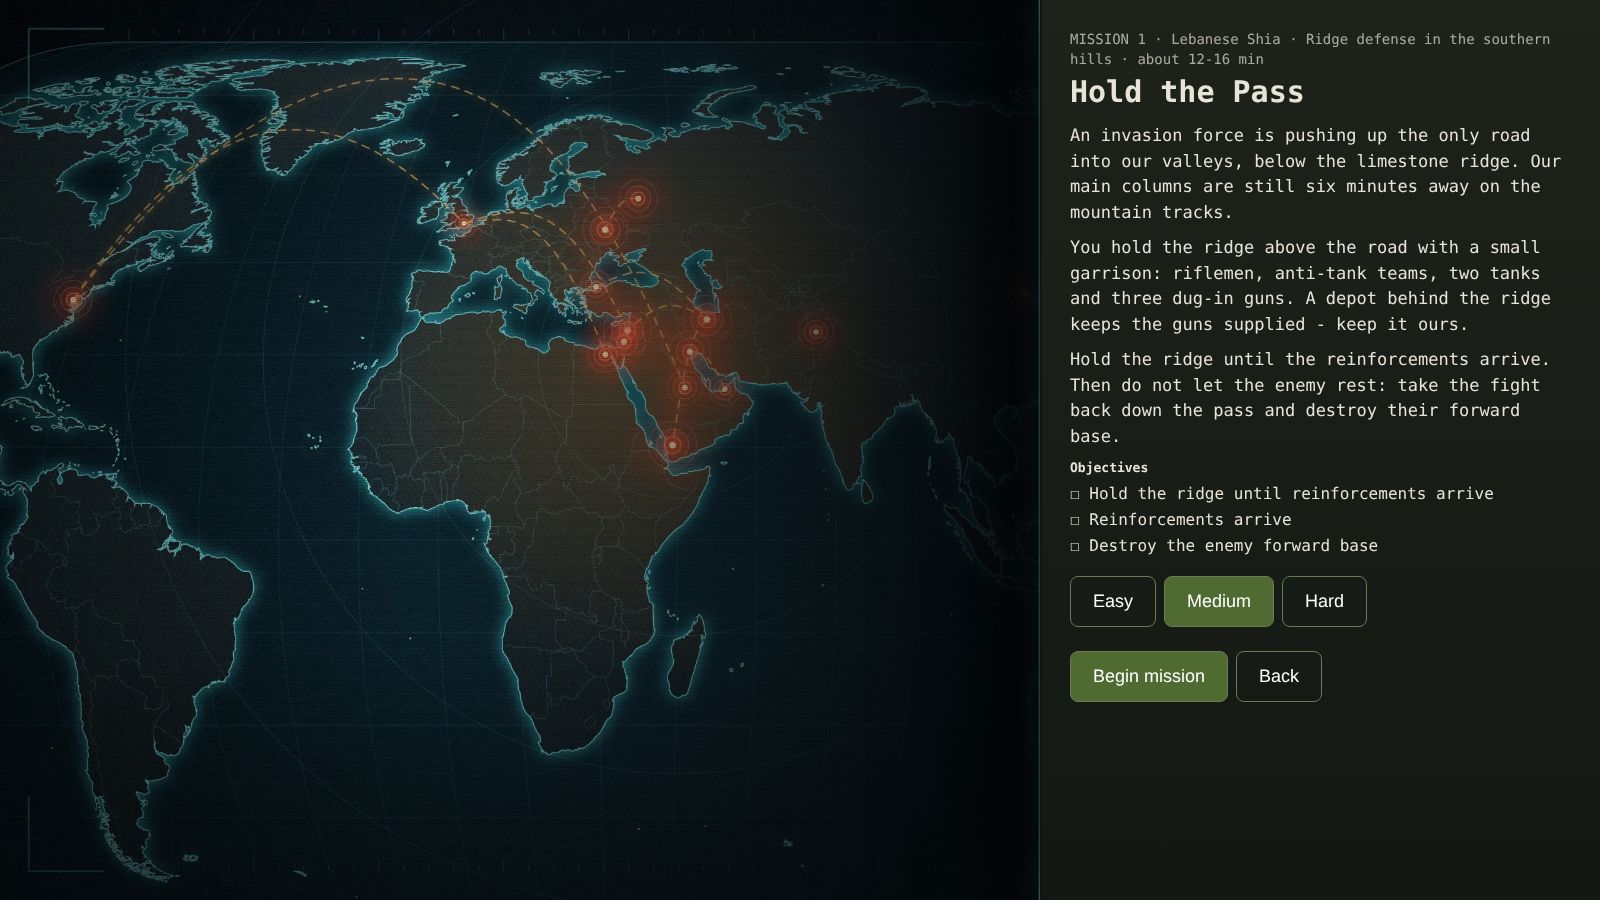 MISSION 1 · Lebanese Shia · Ridge defense in the southern
hills · about 12-16 min
Hold the Pass
An invasion force is pushing up the only road
into our valleys, below the limestone ridge. Our
main columns are still six minutes away on the
mountain tracks.
You hold the ridge above the road with a small
garrison: riflemen, anti-tank teams, two tanks
and three dug-in guns. A depot behind the ridge
keeps the guns supplied - keep it ours.
Hold the ridge until the reinforcements arrive.
Then do not let the enemy rest: take the fight
back down the pass and destroy their forward
base.
Objectives
☐ Hold the ridge until reinforcements arrive
☐ Reinforcements arrive
☐ Destroy the enemy forward base
Easy Medium Hard
Begin mission Back